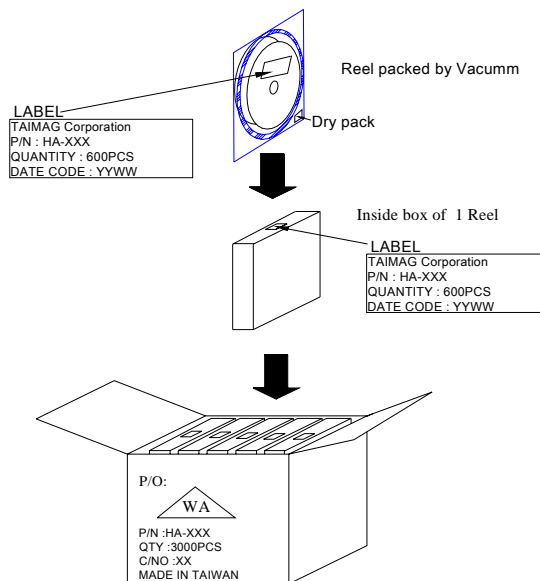 Reel packed by Vacumm
LABEL
TAIMAG Corporation
P/N : HA-XXX
QUANTITY : 600PCS
DATE CODE : YYWW
Dry pack
Inside box of 1 Reel
LABEL
TAIMAG Corporation
P/N : HA-XXX
QUANTITY : 600PCS
DATE CODE : YYWW
P/O:
WA
P/N :HA-XXX
QTY :3000PCS
C/NO :XX
MADE IN TAIWAN